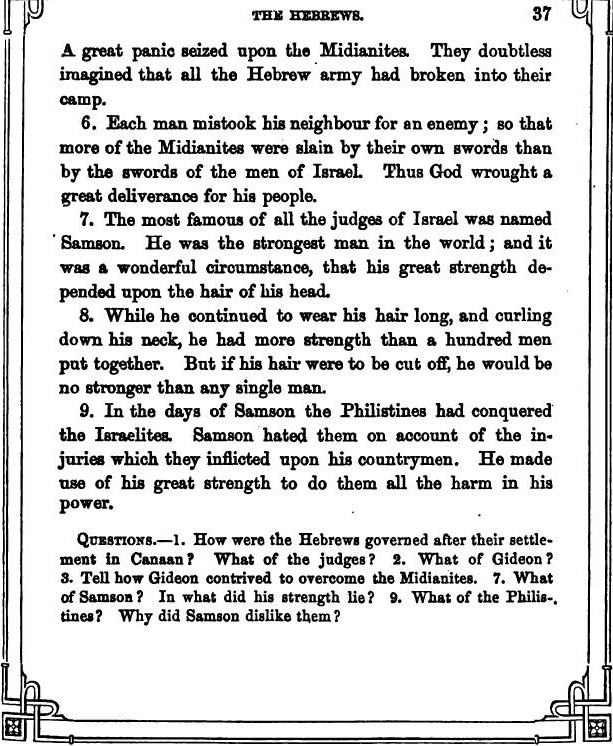 THE HEBREWS. 37
A great panic seized upon the Midianites. They doubtless
imagined that all the Hebrew army had broken into their
camp.
6. Each man mistook his neighbour for an enemy; so that
more of the Midianites were slain by their own swords than
by the swords of the men of Israel. Thus God wrought a
great deliverance for his people.
7. The most famous of all the judges of Israel was named
Samson. He was the strongest man in the world; and it
was a wonderful circumstance, that his great strength de-
pended upon the hair of his head.
8. While he continued to wear his hair long, and curling
down his neck, he had more strength than a hundred men
put together. But if his hair were to be cut off, he would be
no stronger than any single man.
9. In the days of Samson the Philistines had conquered
the Israelites. Samson hated them on account of the in-
juries which they inflicted upon his countrymen. He made
use of his great strength to do them all the harm in his
power.
QUESTIONS.—1. How were the Hebrews governed after their settle-
ment in Canaan? What of the judges? 2. What of Gideon?
3. Tell how Gideon contrived to overcome the Midianites. 7. What
of Samson? In what did his strength lie? 9. What of the Philis-
tines? Why did Samson dislike them?